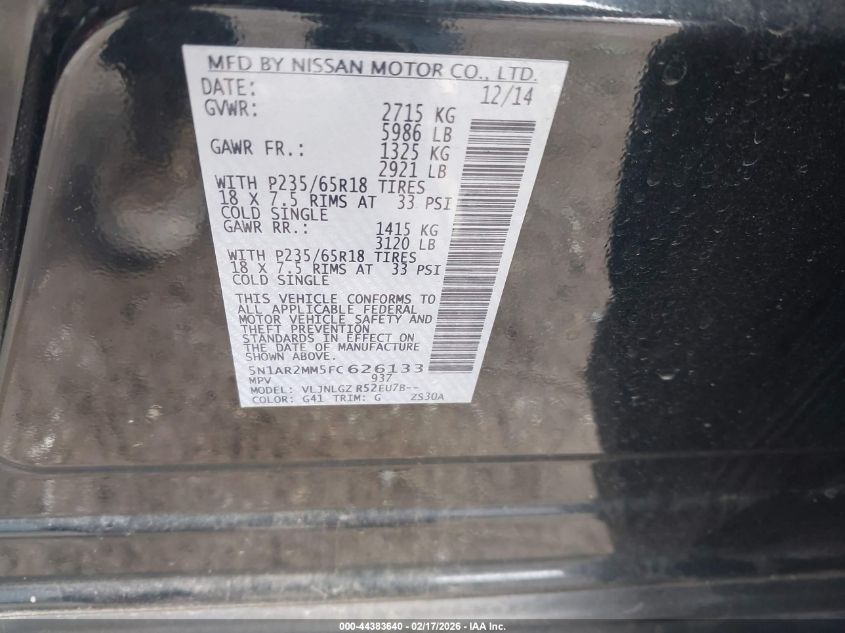 MFD BY NISSAN MOTOR CO., LTD.
DATE: 12/14
GVWR: 2715 KG
5986 LB
GAWR FR.: 1325 KG
2921 LB
WITH P235/65R18 TIRES
18 X 7.5 RIMS AT 33 PSI
COLD SINGLE
GAWR RR.: 1415 KG
3120 LB
WITH P235/65R18 TIRES
18 X 7.5 RIMS AT 33 PSI
COLD SINGLE
THIS VEHICLE CONFORMS TO
ALL APPLICABLE FEDERAL
MOTOR VEHICLE SAFETY AND
THEFT PREVENTION
STANDARDS IN EFFECT ON
THE DATE OF MANUFACTURE
SHOWN ABOVE.
5N1AR2MM5FC626133
MPV 937
MODEL: VLJNLGZ R52EU7B--
COLOR: G41 TRIM: G ZS30A
000-44383640 - 02/17/2026 - IAA Inc.